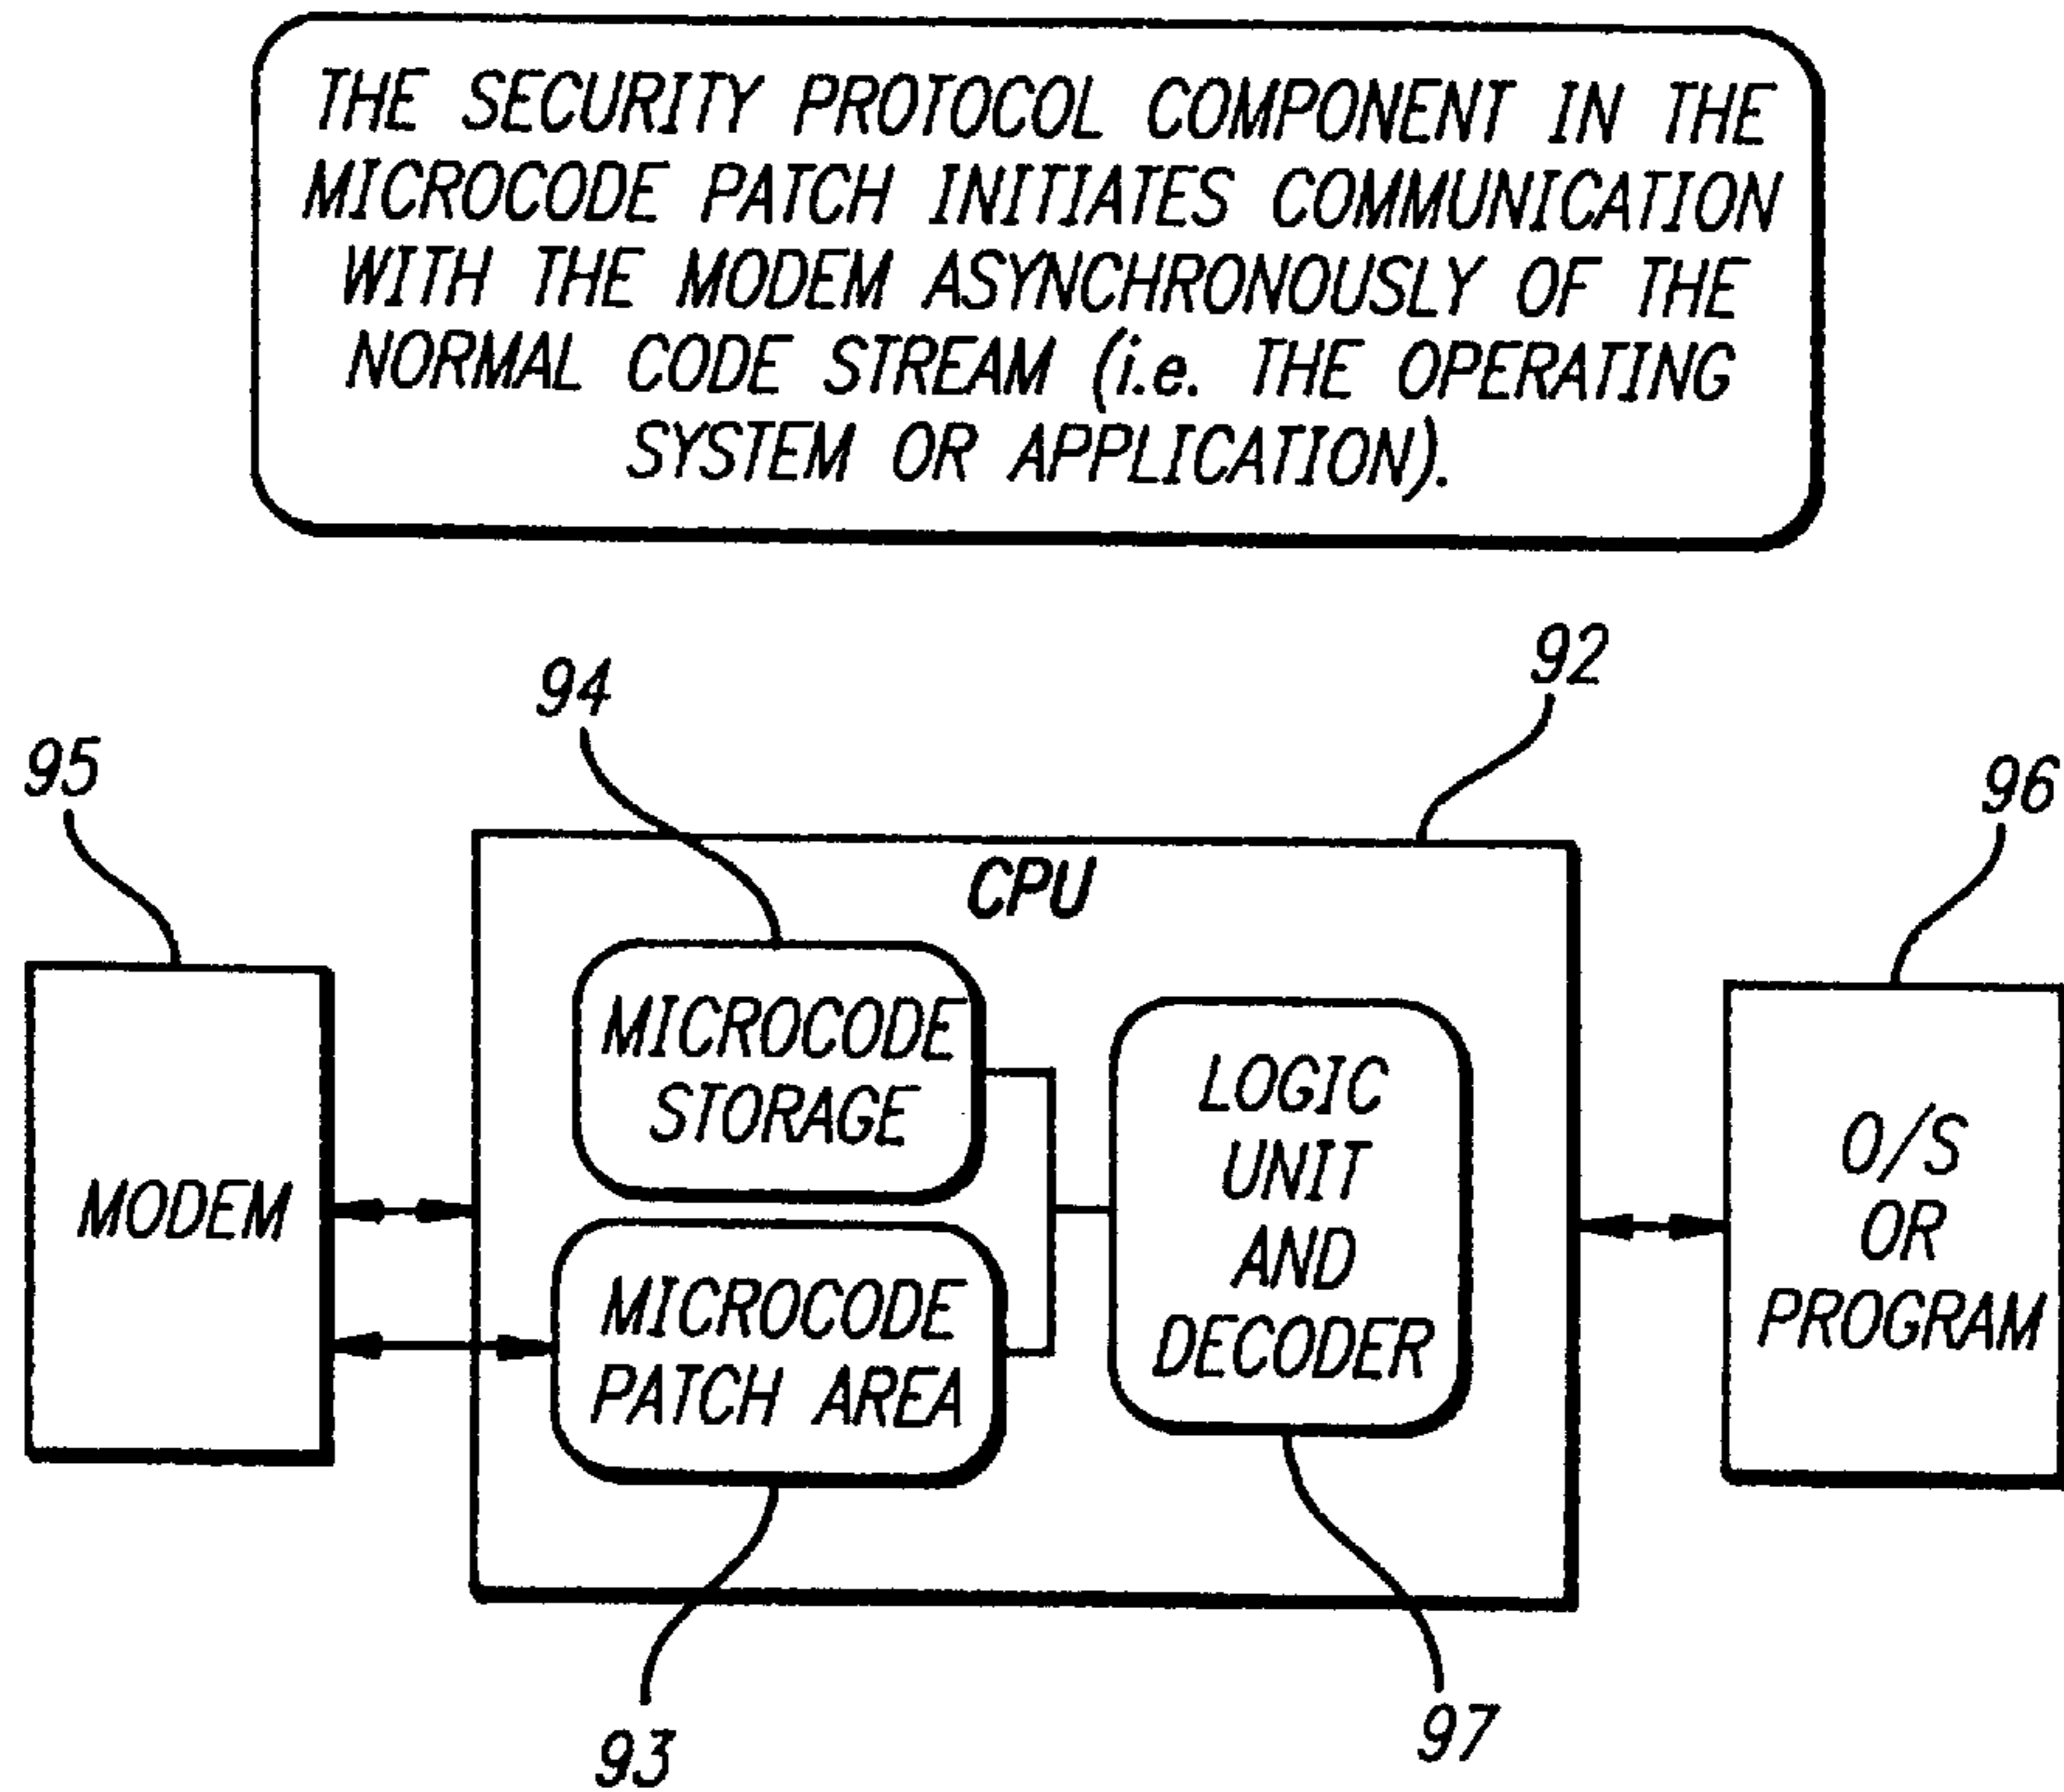 THE SECURITY PROTOCOL COMPONENT IN THE
MICROCODE PATCH INITIATES COMMUNICATION
WITH THE MODEM ASYNCHRONOUSLY OF THE
NORMAL CODE STREAM (i.e. THE OPERATING
SYSTEM OR APPLICATION).
92
94
95
96
CPU
MICROCODE
STORAGE
LOGIC
UNIT
AND
DECODER
MODEM
O/S
OR
PROGRAM
MICROCODE
PATCH AREA
93
97